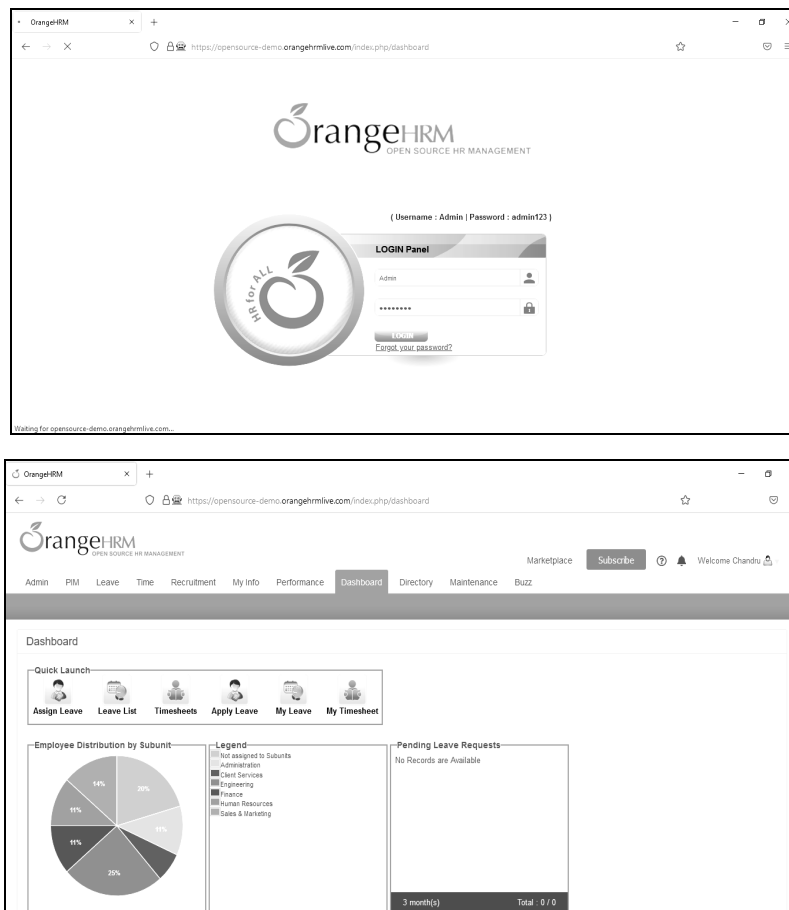 OrangeHRM
https://opensource-demo.orangehrmlive.com/index.php/dashboard
OrangeHRM
OPEN SOURCE HR MANAGEMENT
( Username : Admin | Password : admin123 )
LOGIN Panel
HR for ALL
Admin
••••••••
LOGIN
Forgot your password?
Waiting for opensource-demo.orangehrmlive.com...
OrangeHRM
https://opensource-demo.orangehrmlive.com/index.php/dashboard
OrangeHRM
OPEN SOURCE HR MANAGEMENT
Marketplace Subscribe Welcome Chandru
Admin PIM Leave Time Recruitment My Info Performance Dashboard Directory Maintenance Buzz
Dashboard
Quick Launch
Assign Leave Leave List Timesheets Apply Leave My Leave My Timesheet
Employee Distribution by Subunit
20%
11%
25%
11%
11%
14%
Legend
Not assigned to Subunits
Administration
Client Services
Engineering
Finance
Human Resources
Sales & Marketing
Pending Leave Requests
No Records are Available
3 month(s) Total : 0 / 0